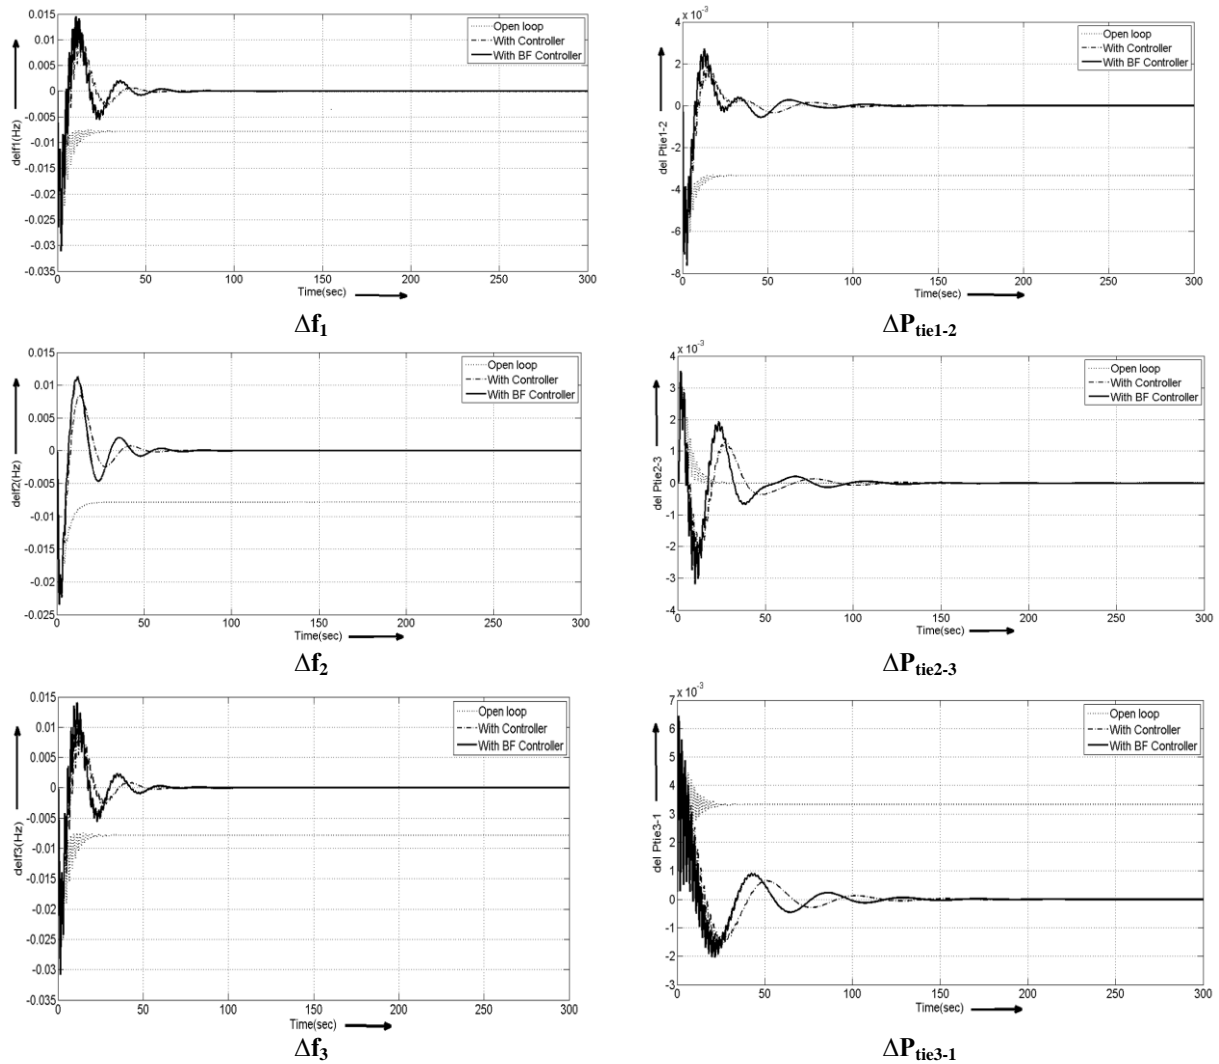 0.015
0.01
0.005
0
-0.005
-0.01
-0.015
-0.02
-0.025
-0.03
-0.035
delf1(Hz)
Open loop
With Controller
With BF Controller
0 50 100 150 200 250 300
Time(sec)
Δf1
x 10-3
4
2
0
-2
-4
-6
-8
del Ptie1-2
Open loop
With Controller
With BF Controller
0 50 100 150 200 250 300
Time(sec)
ΔPtie1-2
0.015
0.01
0.005
0
-0.005
-0.01
-0.015
-0.02
-0.025
delf2(Hz)
Open loop
With Controller
With BF Controller
0 50 100 150 200 250 300
Time(sec)
Δf2
x 10-3
4
3
2
1
0
-1
-2
-3
-4
del Ptie2-3
Open loop
With Controller
With BF Controller
0 50 100 150 200 250 300
Time(sec)
ΔPtie2-3
0.015
0.01
0.005
0
-0.005
-0.01
-0.015
-0.02
-0.025
-0.03
-0.035
delf3(Hz)
Open loop
With Controller
With BF Controller
0 50 100 150 200 250 300
Time(sec)
Δf3
x 10-3
7
6
5
4
3
2
1
0
-1
-2
-3
del Ptie3-1
Open loop
With Controller
With BF Controller
0 50 100 150 200 250 300
Time(sec)
ΔPtie3-1